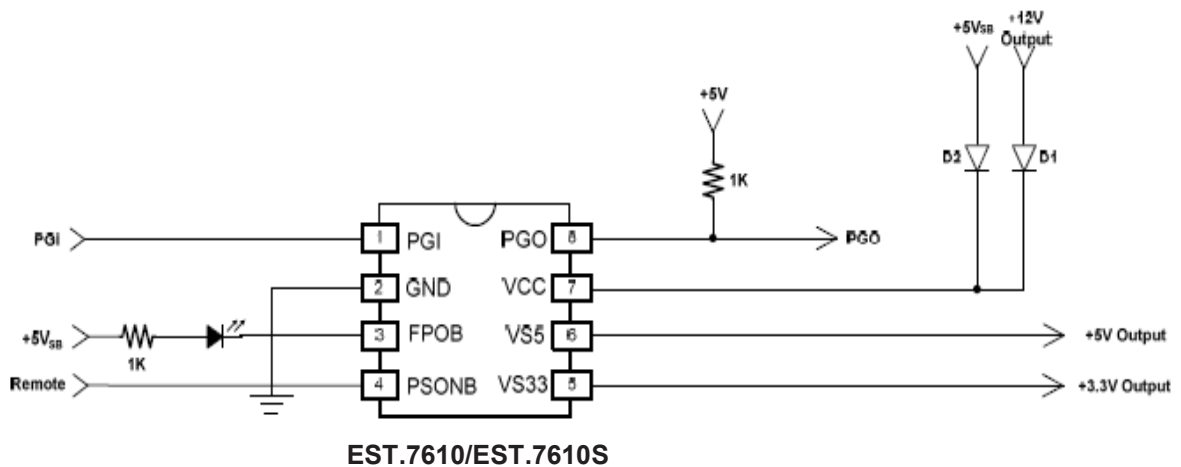 +5VSB
+12V
Output
+5V
D2
D1
1K
PGI
1
PGI
PGO
8
PGO
2
GND
VCC
7
+5VSB
1K
3
FPOB
VS5
6
+5V Output
Remote
4
PSONB
VS33
5
+3.3V Output
EST.7610/EST.7610S